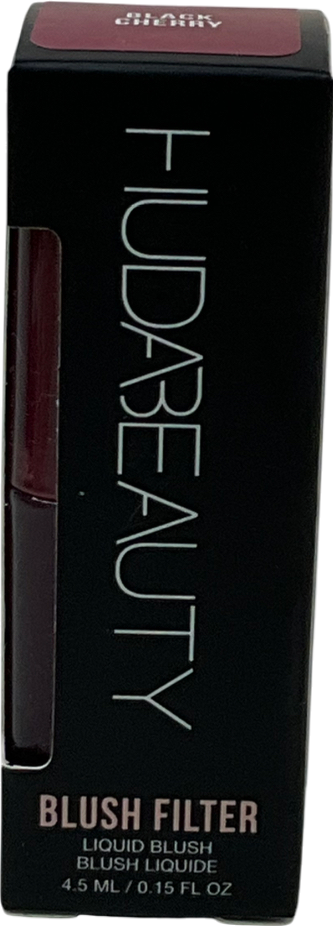 BLACK
CHERRY
HUDABEAUTY
BLUSH FILTER
LIQUID BLUSH
BLUSH LIQUIDE
4.5 ML / 0.15 FL OZ